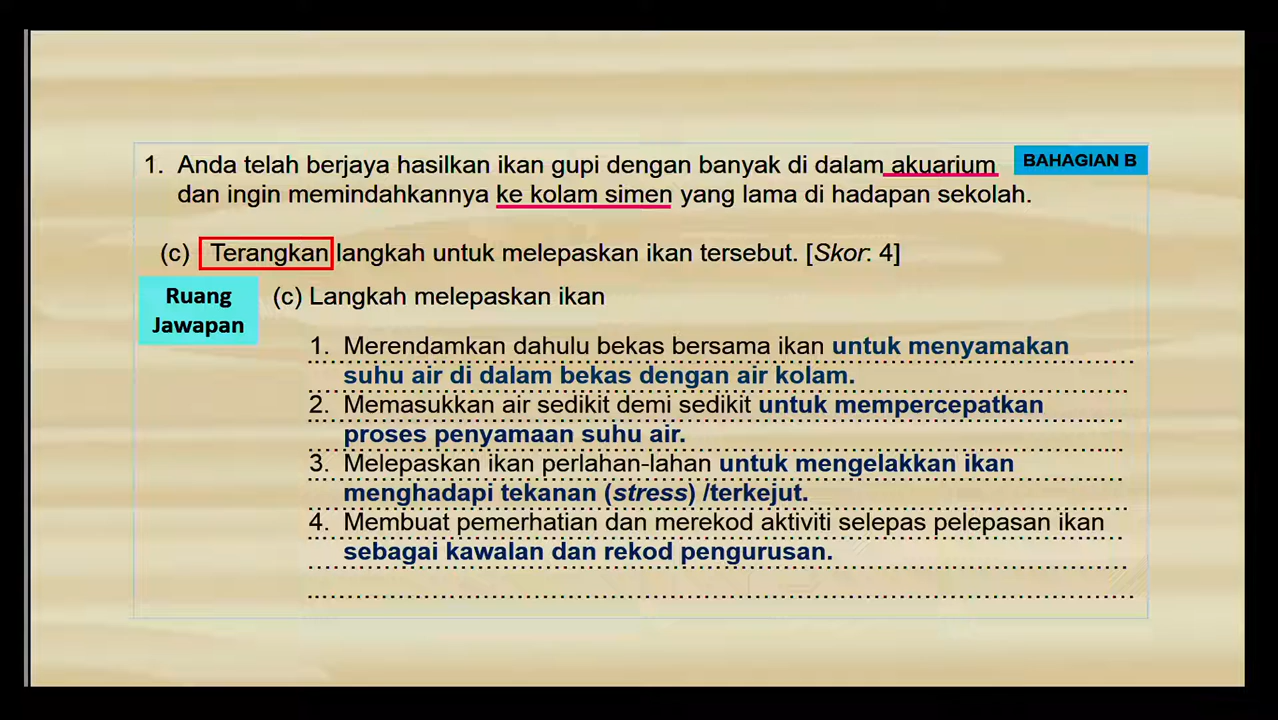 1. Anda telah berjaya hasilkan ikan gupi dengan banyak di dalam akuarium
BAHAGIAN B
dan ingin memindahkannya ke kolam simen yang lama di hadapan sekolah.
(c) Terangkan langkah untuk melepaskan ikan tersebut. [Skor: 4]
Ruang
Jawapan
(c) Langkah melepaskan ikan
1. Merendamkan dahulu bekas bersama ikan untuk menyamakan
suhu air di dalam bekas dengan air kolam.
2. Memasukkan air sedikit demi sedikit untuk mempercepatkan
proses penyamaan suhu air.
3. Melepaskan ikan perlahan-lahan untuk mengelakkan ikan
menghadapi tekanan (stress) /terkejut.
4. Membuat pemerhatian dan merekod aktiviti selepas pelepasan ikan
sebagai kawalan dan rekod pengurusan.